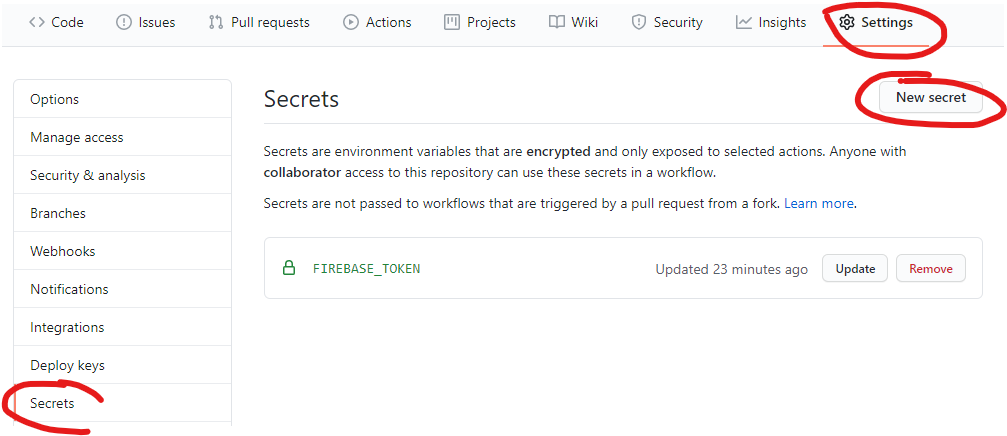 Code Issues Pull requests Actions Projects Wiki Security Insights Settings
Options
Manage access
Security & analysis
Branches
Webhooks
Notifications
Integrations
Deploy keys
Secrets
Secrets New secret
Secrets are environment variables that are encrypted and only exposed to selected actions. Anyone with
collaborator access to this repository can use these secrets in a workflow.
Secrets are not passed to workflows that are triggered by a pull request from a fork. Learn more.
FIREBASE_TOKEN Updated 23 minutes ago Update Remove